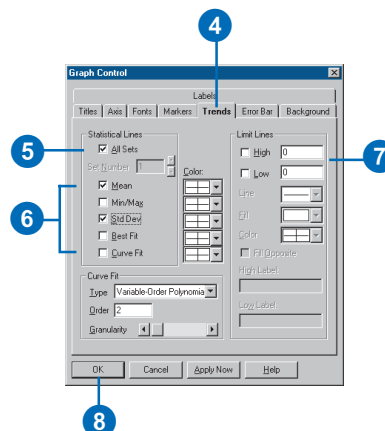 4
Graph Control
Labels
Titles Axis Fonts Markers Trends Error Bar Background
Statistical Lines
Limit Lines
5
All Sets
High 0
7
Set Number 1
Color:
Low 0
6
Mean
Line
Min/Max
Std Dev
Fill
Best Fit
Color
Curve Fit
Fill Opposite
Curve Fit
High Label
Type Variable-Order Polynomia
Order 2
Low Label
Granularity
OK Cancel Apply Now Help
8